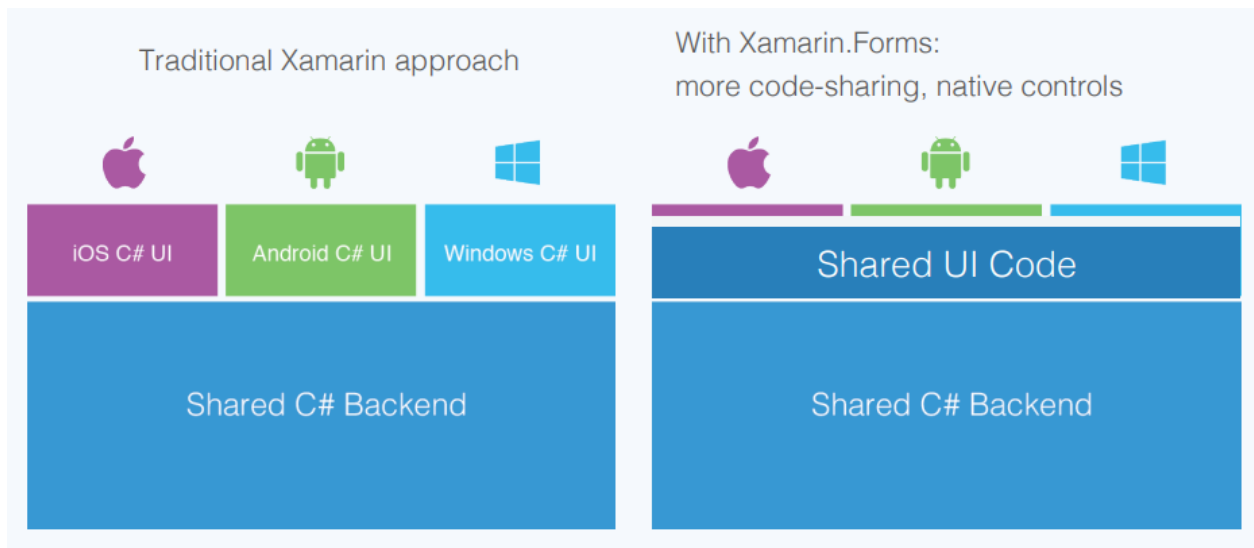 Traditional Xamarin approach
iOS C# UI
Android C# UI
Windows C# UI
Shared C# Backend
With Xamarin.Forms:
more code-sharing, native controls
Shared UI Code
Shared C# Backend